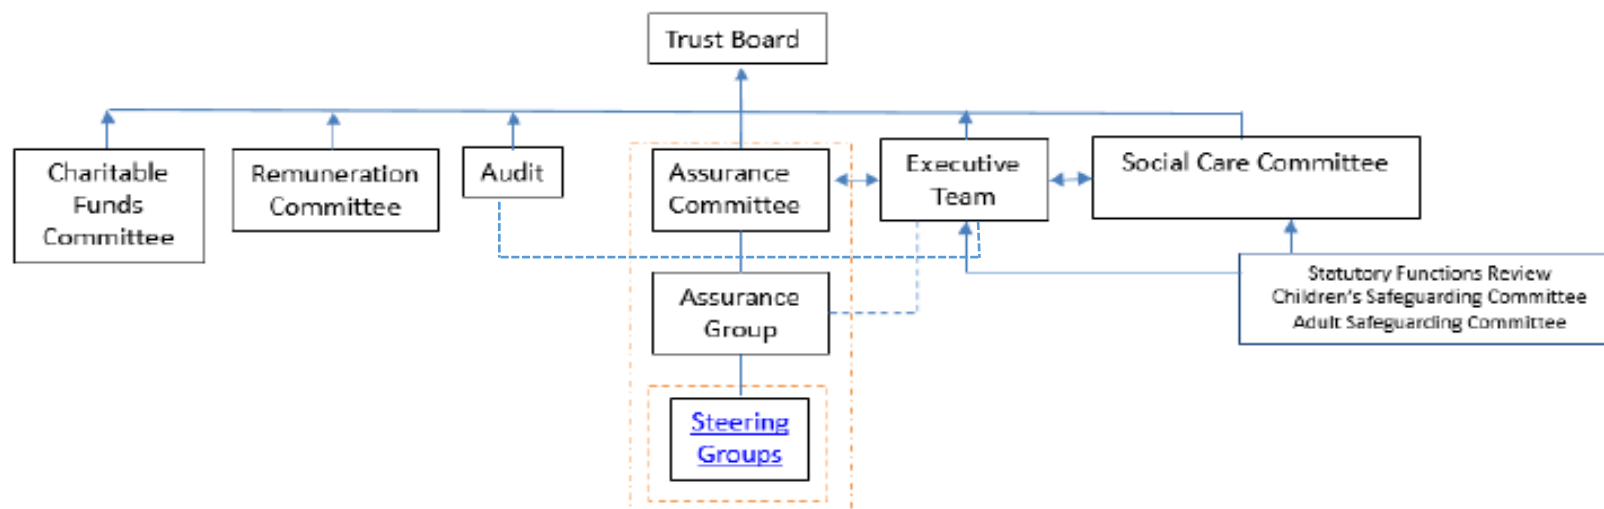 Trust Board
Charitable
Funds
Committee
Remuneration
Committee
Audit
Assurance
Committee
Executive
Team
Social Care Committee
Assurance
Group
Statutory Functions Review
Children's Safeguarding Committee
Adult Safeguarding Committee
Steering
Groups